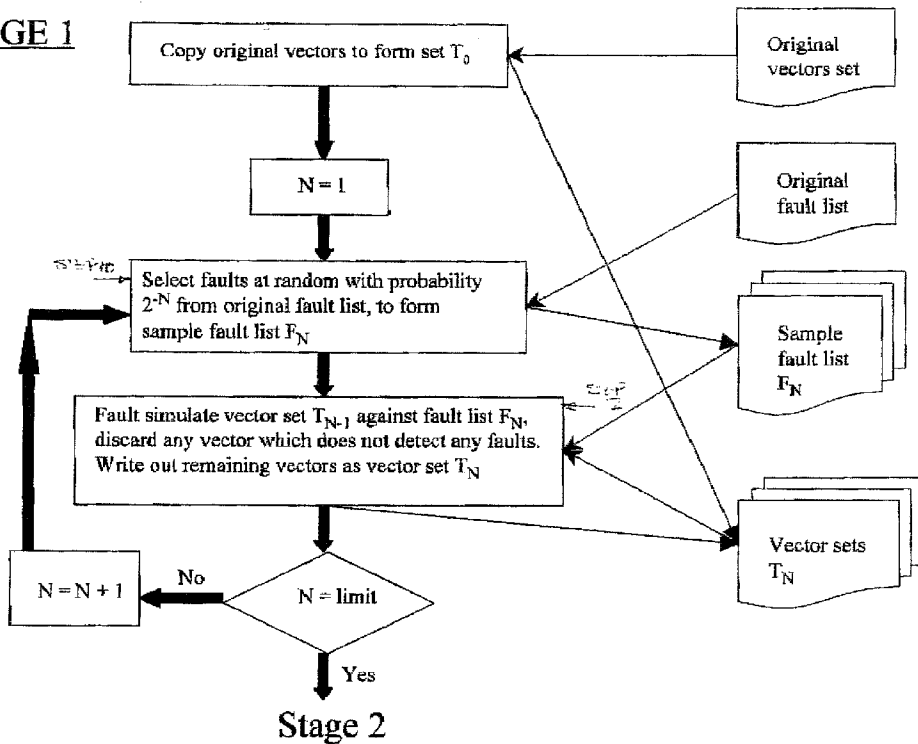 GE 1
Copy original vectors to form set T0
Original
vectors set
N = 1
Original
fault list
Select faults at random with probability
2-N from original fault list, to form
sample fault list FN
Sample
fault list
FN
Fault simulate vector set TN-1 against fault list FN,
discard any vector which does not detect any faults.
Write out remaining vectors as vector set TN
Vector sets
TN
N = N + 1
No
N = limit
Yes
Stage 2